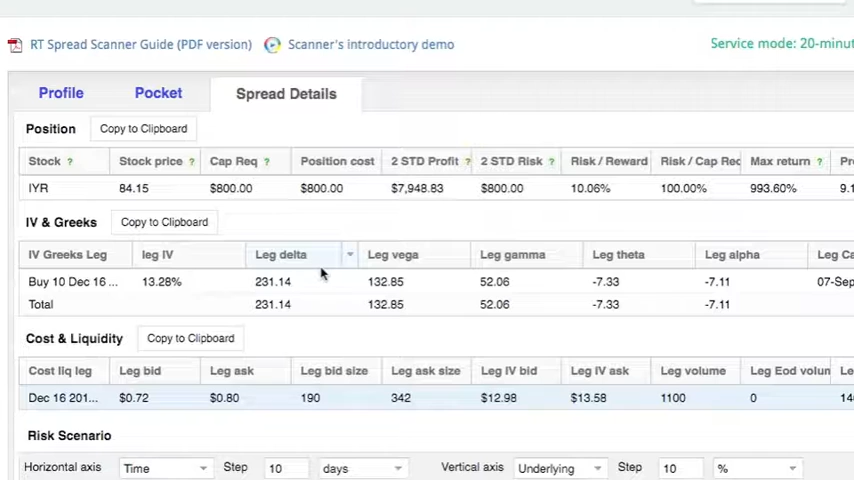 RT Spread Scanner Guide (PDF version) Scanner's introductory demo Service mode: 20-minut
Profile Pocket Spread Details
Position Copy to Clipboard
Stock ? Stock price ? Cap Req ? Position cost 2 STD Profit ? 2 STD Risk ? Risk / Reward Risk / Cap Req Max return ? Pro
IYR 84.15 $800.00 $800.00 $7,948.83 $800.00 10.06% 100.00% 993.60% 9.1
IV & Greeks Copy to Clipboard
IV Greeks Leg leg IV Leg delta Leg vega Leg gamma Leg theta Leg alpha Leg Ca
Buy 10 Dec 16 ... 13.28% 231.14 132.85 52.06 -7.33 -7.11 07-Sep
Total 231.14 132.85 52.06 -7.33 -7.11
Cost & Liquidity Copy to Clipboard
Cost liq leg Leg bid Leg ask Leg bid size Leg ask size Leg IV bid Leg IV ask Leg volume Leg Eod volum Le
Dec 16 201... $0.72 $0.80 190 342 $12.98 $13.58 1100 0 14
Risk Scenario
Horizontal axis Time Step 10 days Vertical axis Underlying Step 10 %